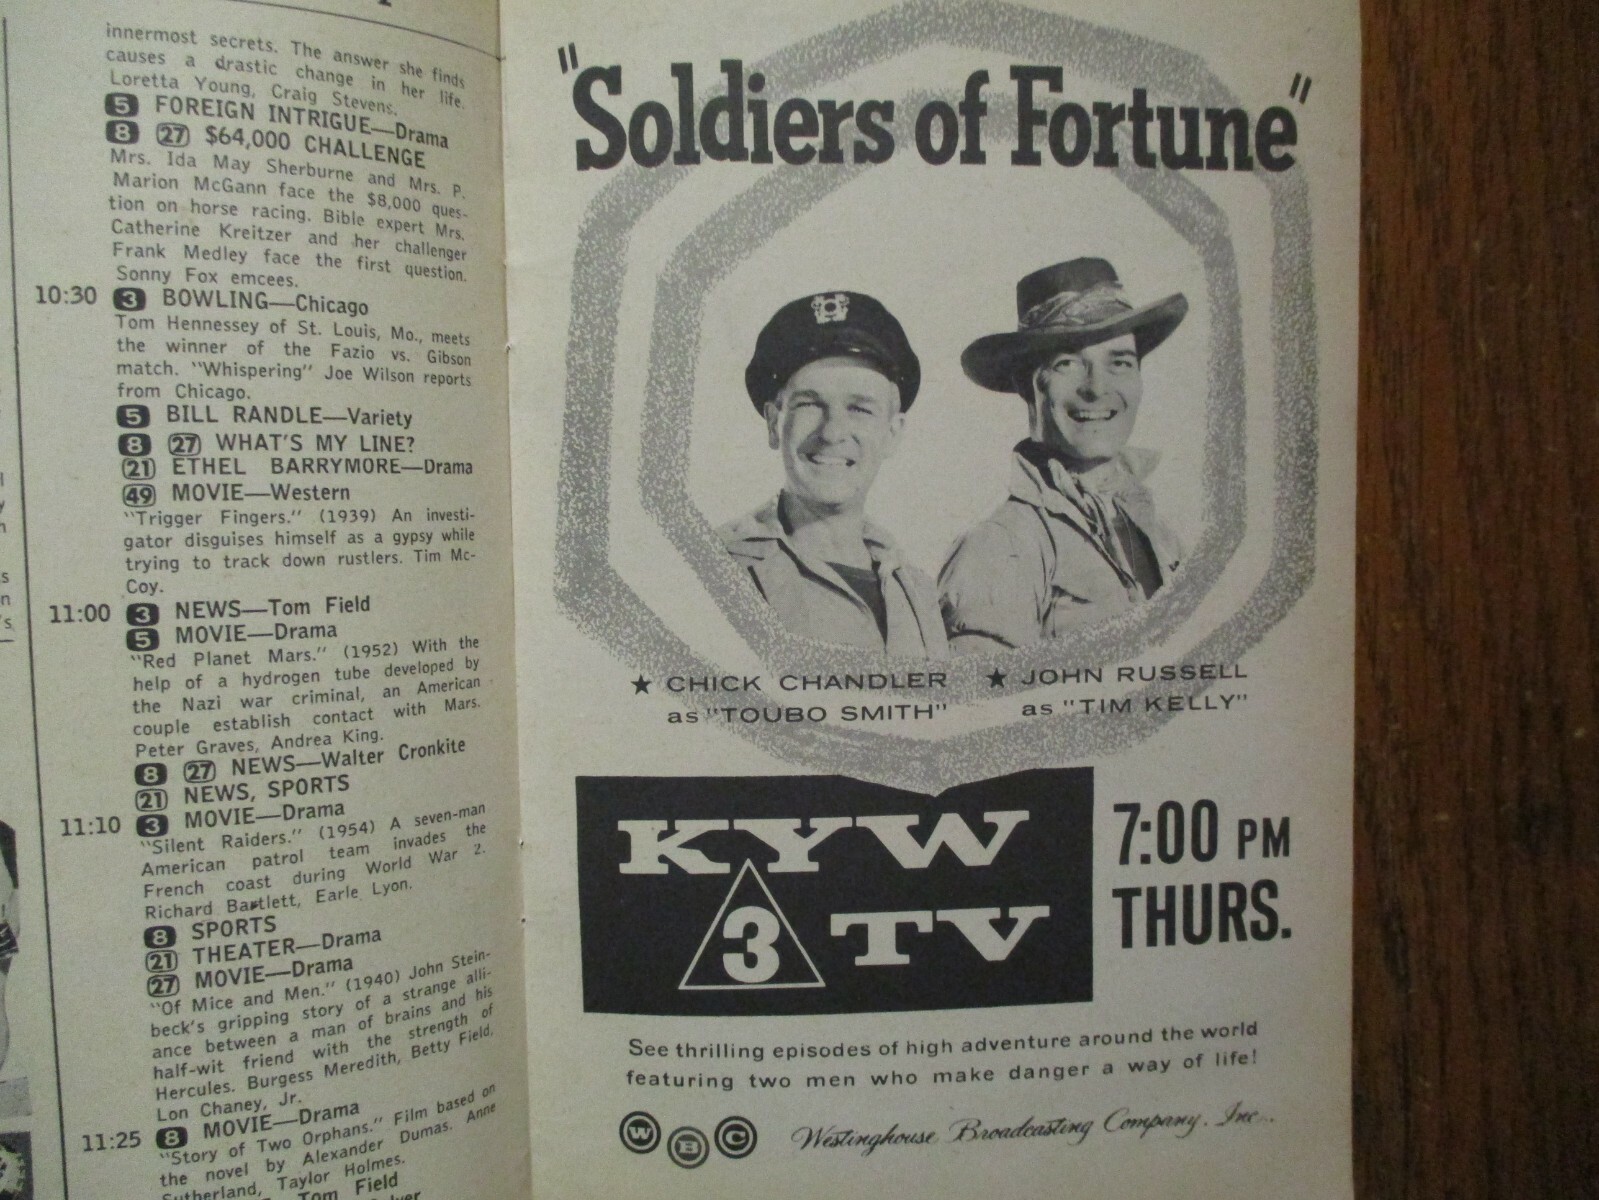 innermost secrets. The answer she finds
causes a drastic change in her life.
Loretta Young, Craig Stevens.
5 FOREIGN INTRIGUE—Drama
8 27 $64,000 CHALLENGE
Mrs. Ida May Sherburne and Mrs. P.
Marion McGann face the $8,000 ques-
tion on horse racing. Bible expert Mrs.
Catherine Kreitzer and her challenger
Frank Medley face the first question.
Sonny Fox emcees.
10:30 3 BOWLING—Chicago
Tom Hennessey of St. Louis, Mo., meets
the winner of the Fazio vs. Gibson
match. "Whispering" Joe Wilson reports
from Chicago.
5 BILL RANDLE—Variety
8 27 WHAT'S MY LINE?
21 ETHEL BARRYMORE—Drama
49 MOVIE—Western
"Trigger Fingers." (1939) An investi-
gator disguises himself as a gypsy while
trying to track down rustlers. Tim Mc-
Coy.
11:00 3 NEWS—Tom Field
5 MOVIE—Drama
"Red Planet Mars." (1952) With the
help of a hydrogen tube developed by
the Nazi war criminal, an American
couple establish contact with Mars.
Peter Graves, Andrea King.
8 27 NEWS—Walter Cronkite
21 NEWS, SPORTS
11:10 3 MOVIE—Drama
"Silent Raiders." (1954) A seven-man
American patrol team invades the
French coast during World War 2.
Richard Bartlett, Earle Lyon.
8 SPORTS
21 THEATER—Drama
27 MOVIE—Drama
"Of Mice and Men." (1940) John Stein-
beck's gripping story of a strange alli-
ance between a man of brains and his
half-wit friend with the strength of
Hercules. Burgess Meredith, Betty Field,
Lon Chaney, Jr.
11:25 8 MOVIE—Drama
"Story of Two Orphans." Film based on
the novel by Alexander Dumas. Anne
Sutherland, Taylor Holmes.
Tom Field
"Soldiers of Fortune"
★ CHICK CHANDLER
as "TOUBO SMITH"
★ JOHN RUSSELL
as "TIM KELLY"
KYW
3 TV
7:00 PM
THURS.
See thrilling episodes of high adventure around the world
featuring two men who make danger a way of life!
W B C Westinghouse Broadcasting Company, Inc.